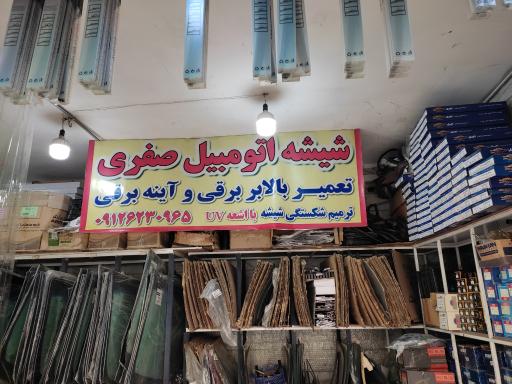 شیشه اتومبیل صفری
تعمیر بالابر برقی و آینه برقی
ترمیم شکستگی شیشه با اشعه UV
۰۹۱۲۶۲۳۰۹۶۵